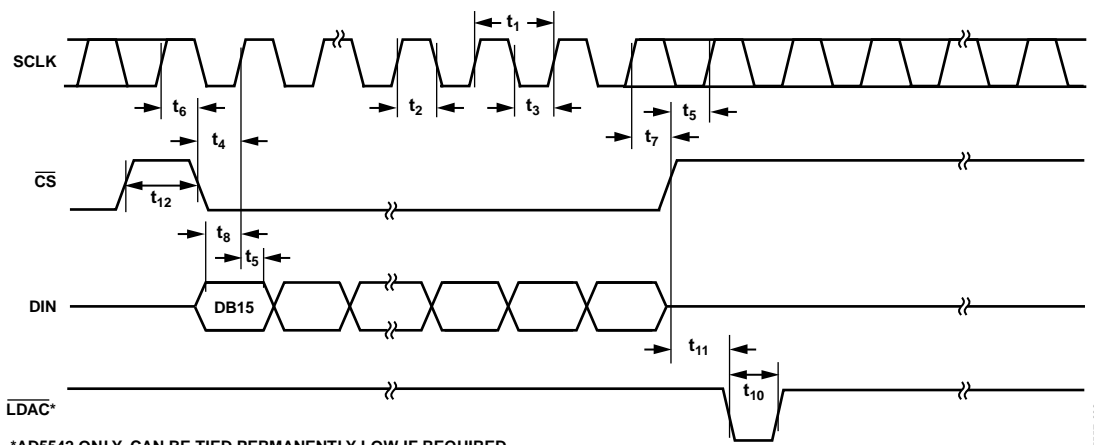 t1
SCLK
t6
t2
t3
t5
t4
t7
CS
t12
t8
t5
DIN
DB15
t11
t10
LDAC*
*AD5542 ONLY. CAN BE TIED PERMANENTLY LOW IF REQUIRED.